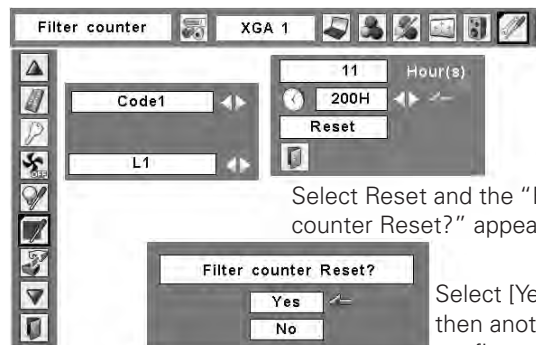 Filter counter XGA 1
11 Hour(s)
Code1 200H
Reset
L1
OFF
Select Reset and the
counter Reset?" appea
Filter counter Reset?
Yes
Select [Ye
No
then anot